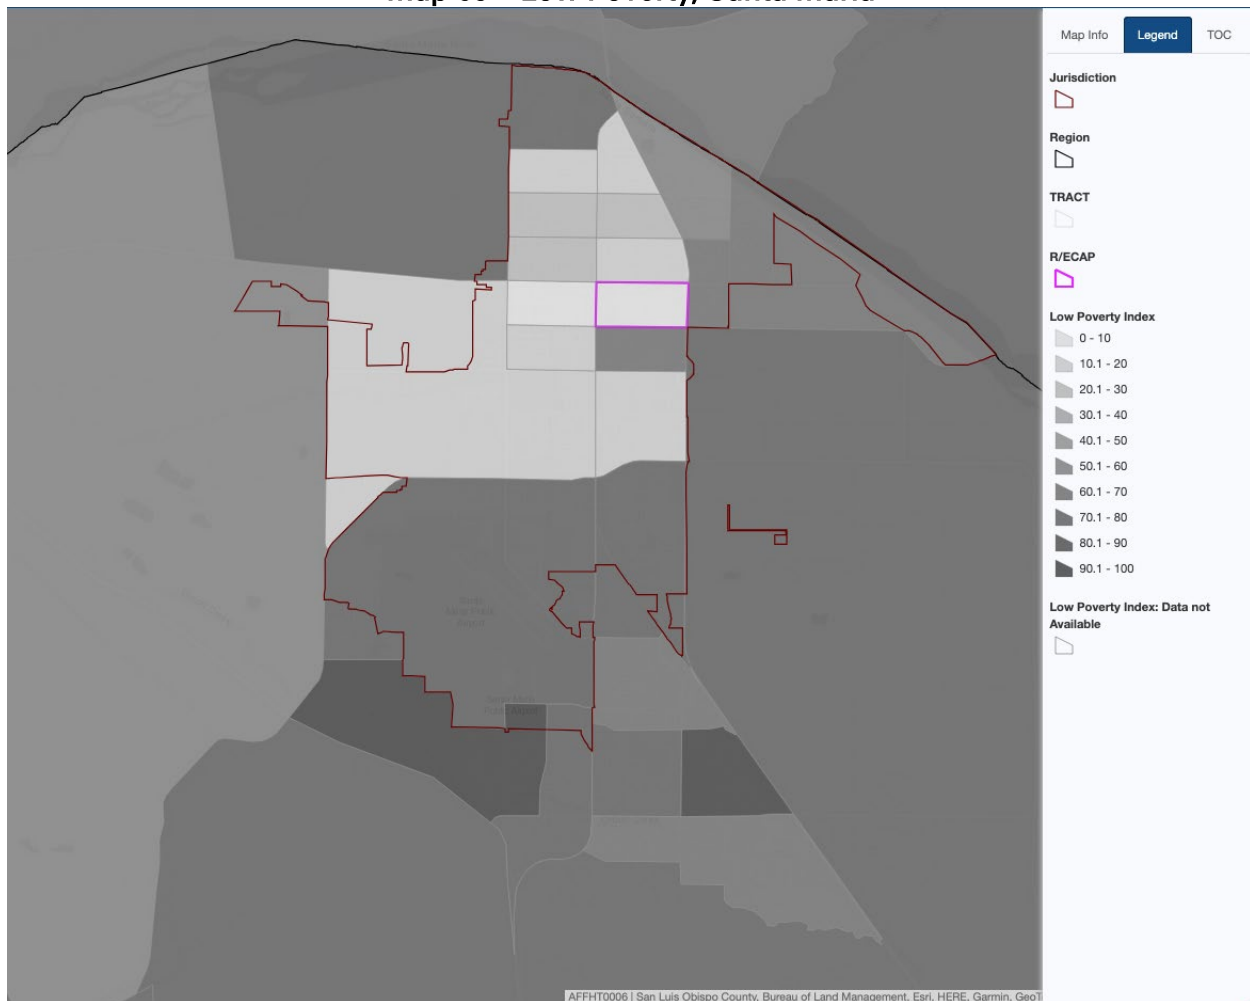 Map Info
Legend
TOC
Jurisdiction
Region
TRACT
R/ECAP
Low Poverty Index
0 - 10
10.1 - 20
20.1 - 30
30.1 - 40
40.1 - 50
50.1 - 60
60.1 - 70
70.1 - 80
80.1 - 90
90.1 - 100
Low Poverty Index: Data not
Available
AFFHT0006 | San Luis Obispo County, Bureau of Land Management, Esri, HERE, Garmin, GeoT